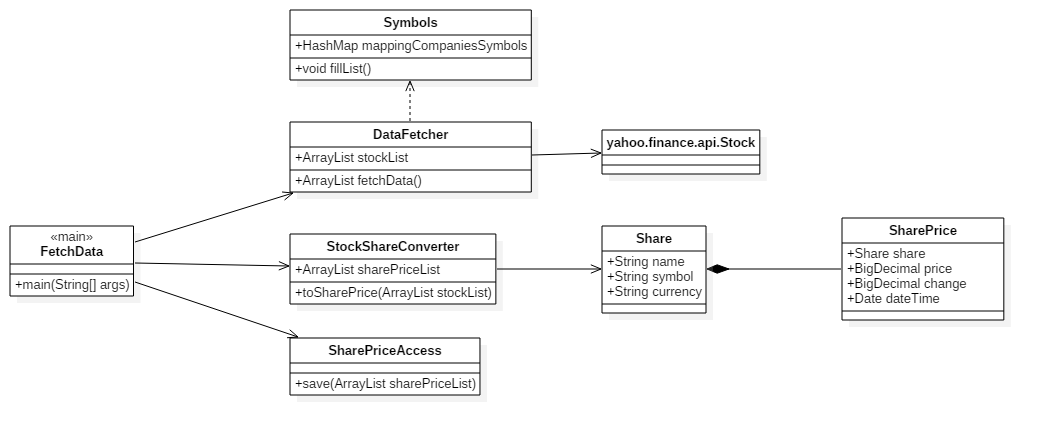 Symbols
+HashMap mappingCompaniesSymbols
+void fillList()
DataFetcher
+ArrayList stockList
+ArrayList fetchData()
yahoo.finance.api.Stock
«main»
FetchData
+main(String[] args)
StockShareConverter
+ArrayList sharePriceList
+toSharePrice(ArrayList stockList)
Share
+String name
+String symbol
+String currency
SharePrice
+Share share
+BigDecimal price
+BigDecimal change
+Date dateTime
SharePriceAccess
+save(ArrayList sharePriceList)